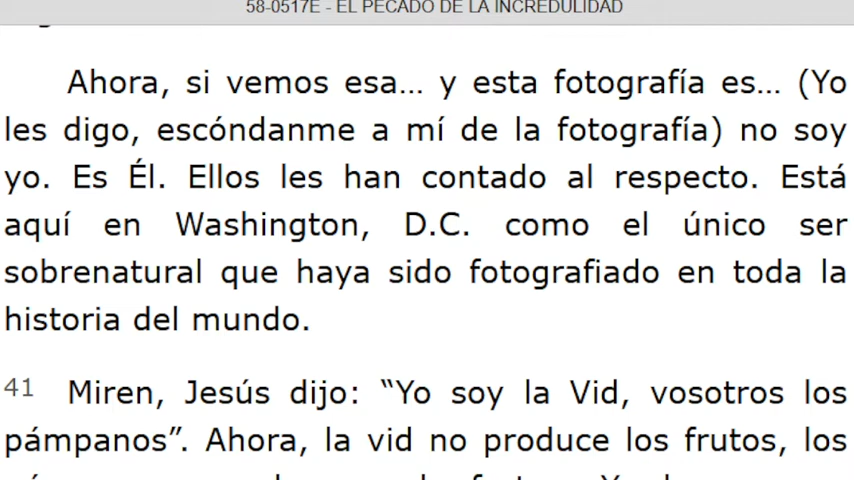 58-0517E - EL PECADO DE LA INCREDULIDAD
Ahora, si vemos esa... y esta fotografía es... (Yo
les digo, escóndanme a mí de la fotografía) no soy
yo. Es Él. Ellos les han contado al respecto. Está
aquí en Washington, D.C. como el único ser
sobrenatural que haya sido fotografiado en toda la
historia del mundo.
41 Miren, Jesús dijo: “Yo soy la Vid, vosotros los
pámpanos”. Ahora, la vid no produce los frutos, los